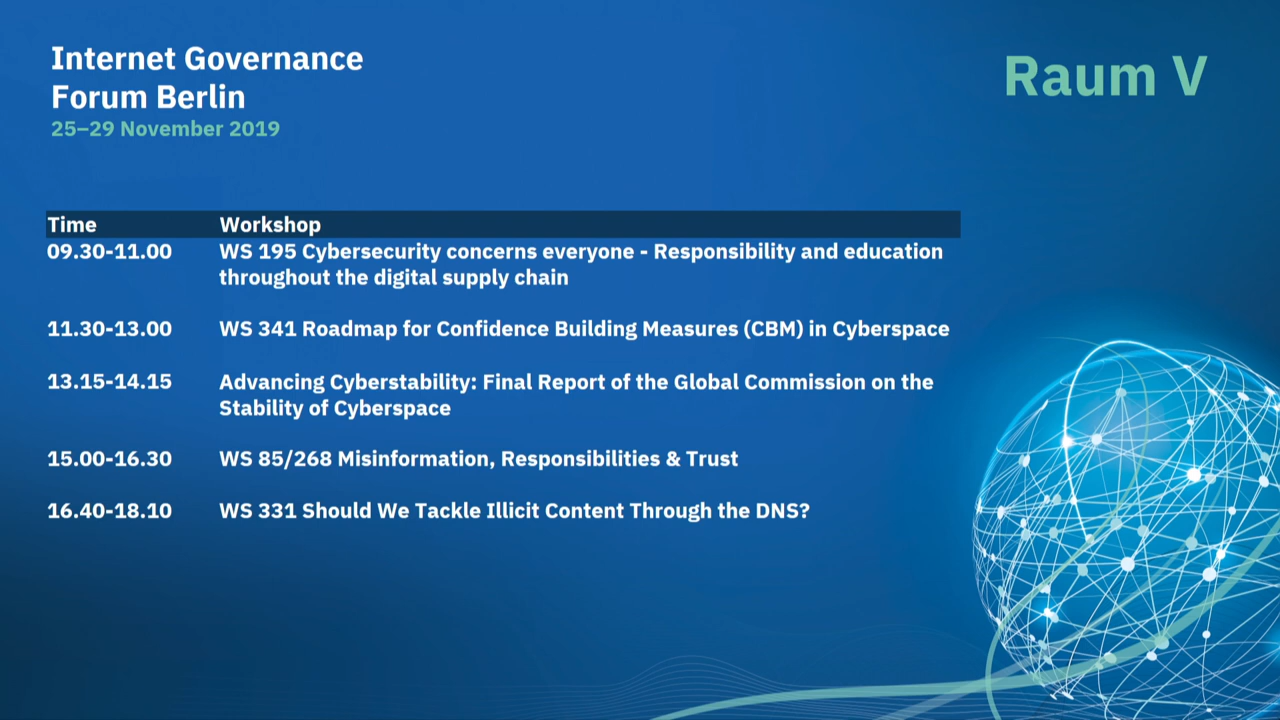 Internet Governance
Forum Berlin
25–29 November 2019
Raum V
Time Workshop
09.30-11.00 WS 195 Cybersecurity concerns everyone - Responsibility and education
throughout the digital supply chain
11.30-13.00 WS 341 Roadmap for Confidence Building Measures (CBM) in Cyberspace
13.15-14.15 Advancing Cyberstability: Final Report of the Global Commission on the
Stability of Cyberspace
15.00-16.30 WS 85/268 Misinformation, Responsibilities & Trust
16.40-18.10 WS 331 Should We Tackle Illicit Content Through the DNS?